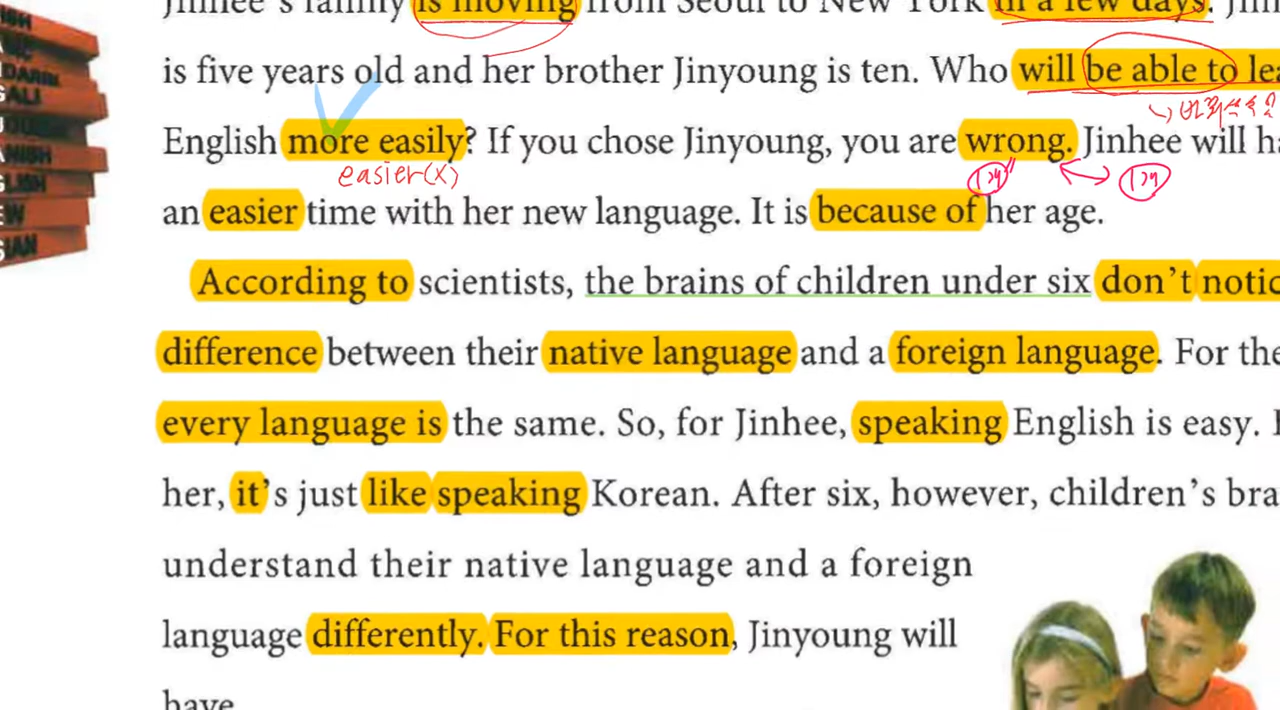 Jinhee's family is moving from Seoul to New York in a few days.
is five years old and her brother Jinyoung is ten. Who will be able to
English more easily? If you chose Jinyoung, you are wrong. Jinhee will
easier(x)
an easier time with her new language. It is because of her age.
According to scientists, the brains of children under six don't
difference between their native language and a foreign language. For
every language is the same. So, for Jinhee, speaking English is easy.
her, it's just like speaking Korean. After six, however, children's
understand their native language and a foreign
language differently. For this reason, Jinyoung will
have